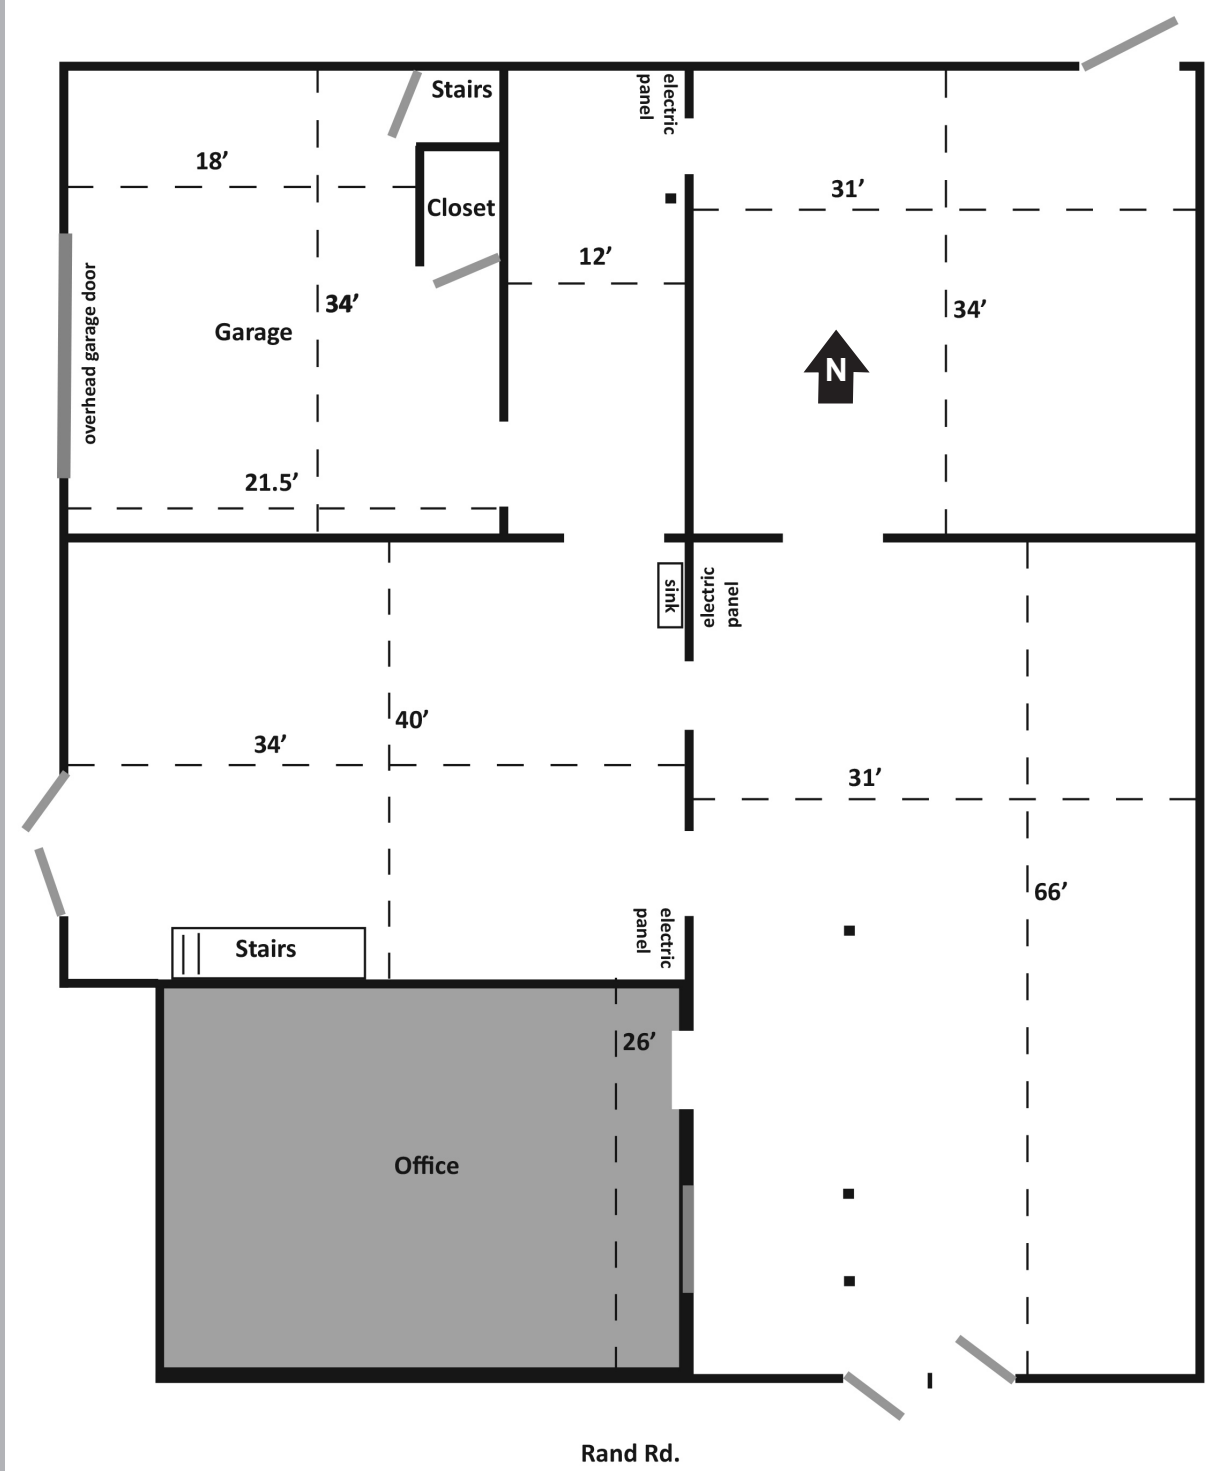 Stairs
electric
panel
18’
31’
Closet
12’
34’
34’
Garage
overhead garage door
N
21.5’
sink
electric
panel
40’
34’
31’
66’
electric
panel
Stairs
26’
Office
Rand Rd.